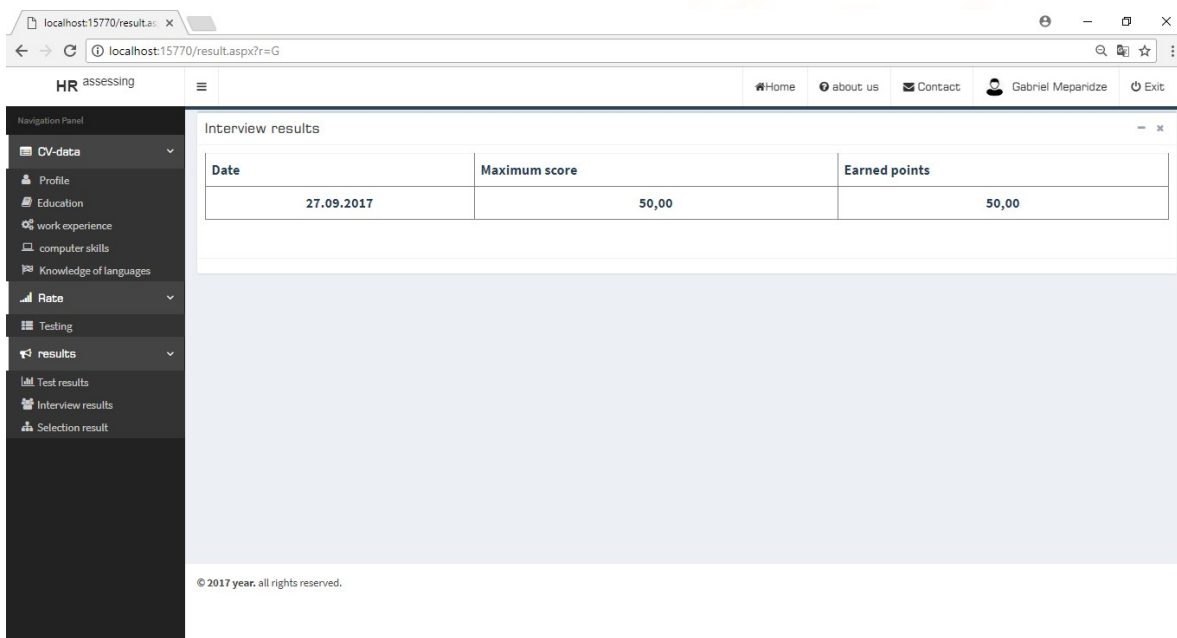 localhost:15770/result.as
localhost:15770/result.aspx?r=G
HR assessing
Home about us Contact Gabriel Meparidze Exit
Navigation Panel
CV-data
Profile
Education
work experience
computer skills
Knowledge of languages
Rate
Testing
results
Test results
Interview results
Selection result
Interview results
Date Maximum score Earned points
27.09.2017 50,00 50,00
© 2017 year. all rights reserved.